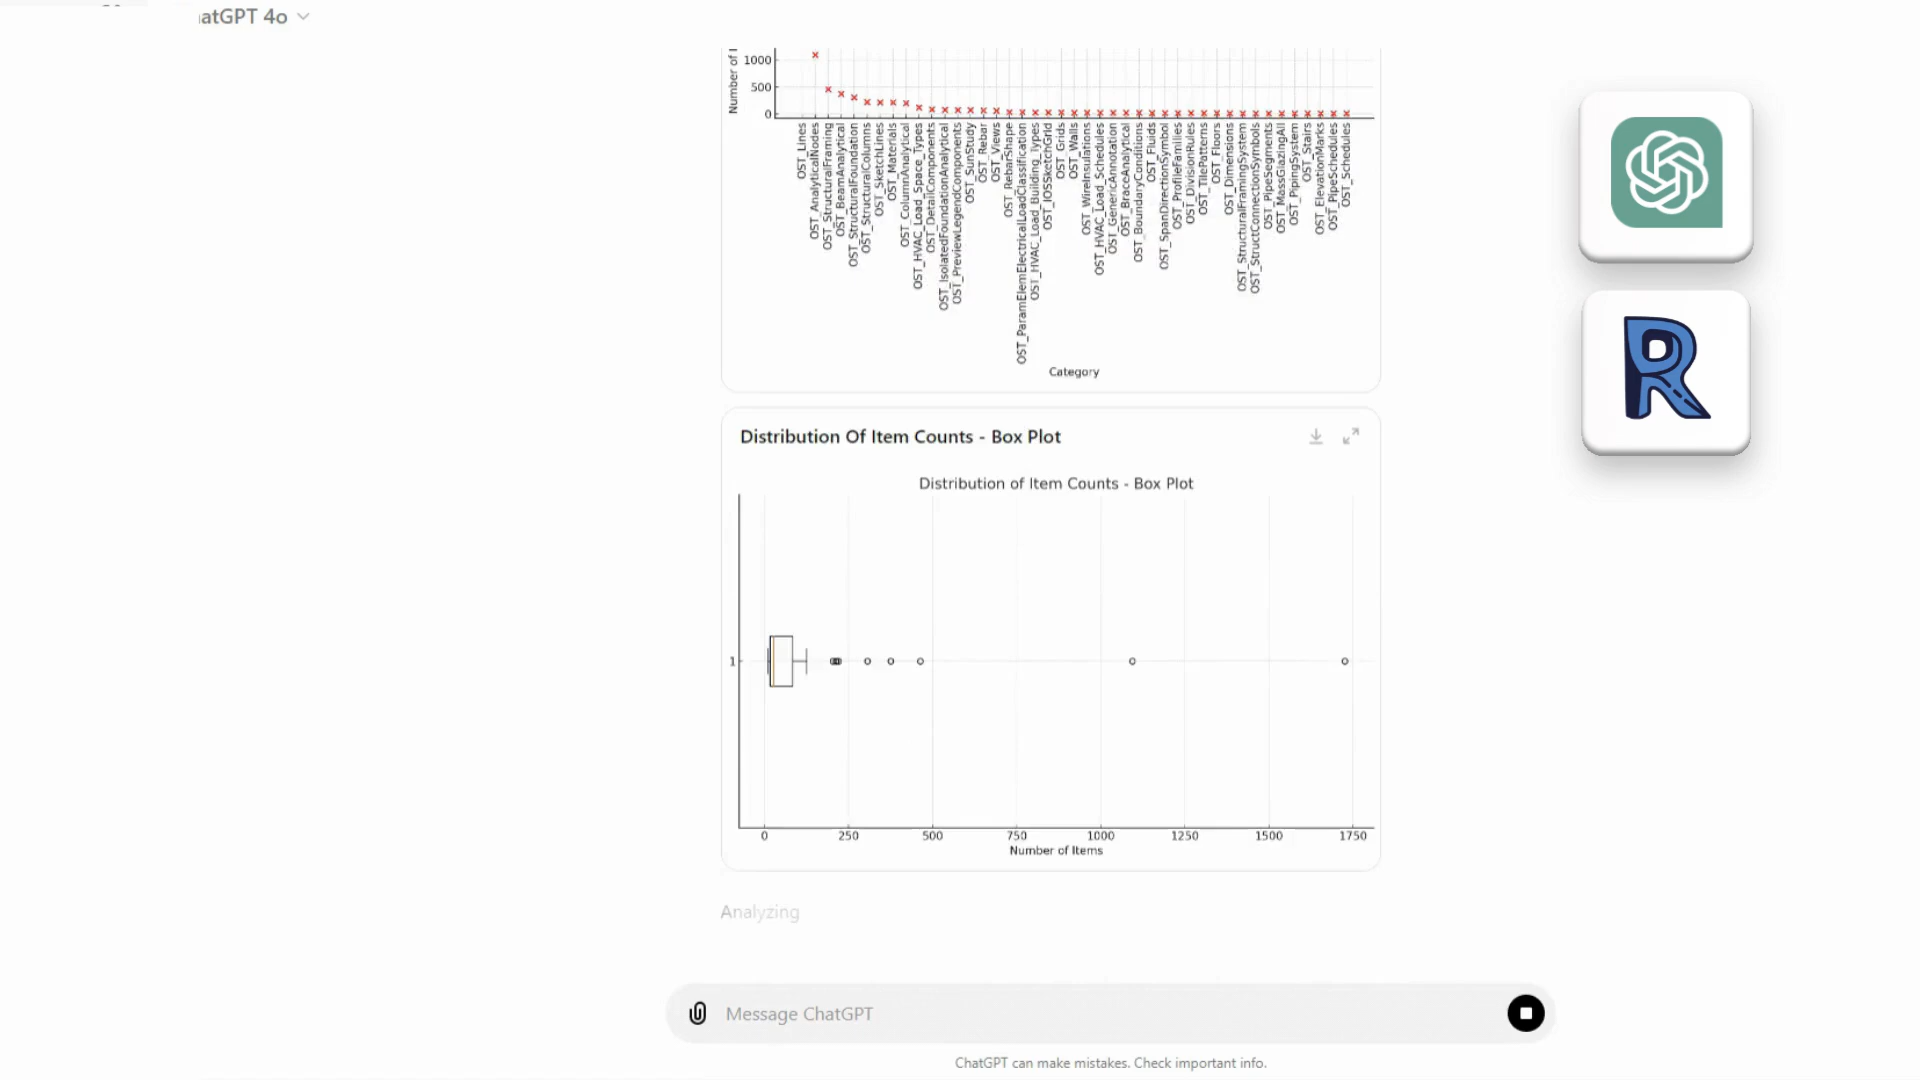 atGPT 4o
1000
500
0
Number of
OST_Lines
OST_AnalyticalNodes
OST_StructuralFraming
OST_BeamAnalytical
OST_StructuralFoundation
OST_StructuralColumns
OST_SketchLines
OST_Materials
OST_ColumnAnalytical
OST_HVAC_Load_Space_Types
OST_DetailComponents
OST_IsolatedFoundationAnalytical
OST_PreviewLegendComponents
OST_SunStudy
OST_Rebar
OST_Views
OST_RebarShape
OST_ParamElemElectricalLoadClassification
OST_HVAC_Load_Building_Types
OST_IOSSketchGrid
OST_Grids
OST_Walls
OST_WireInsulations
OST_HVAC_Load_Schedules
OST_GenericAnnotation
OST_BraceAnalytical
OST_BoundaryConditions
OST_Fluids
OST_SpanDirectionSymbol
OST_ProfileFamilies
OST_DivisionRules
OST_TilePatterns
OST_Floors
OST_Dimensions
OST_StructuralFramingSystem
OST_StructConnectionSymbols
OST_PipeSegments
OST_MassGlazingAll
OST_PipingSystem
OST_Stairs
OST_ElevationMarks
OST_PipeSchedules
OST_Schedules
Category
Distribution Of Item Counts - Box Plot
Distribution of Item Counts - Box Plot
1
0 250 500 750 1000 1250 1500 1750
Number of Items
Analyzing
Message ChatGPT
ChatGPT can make mistakes. Check important info.
R